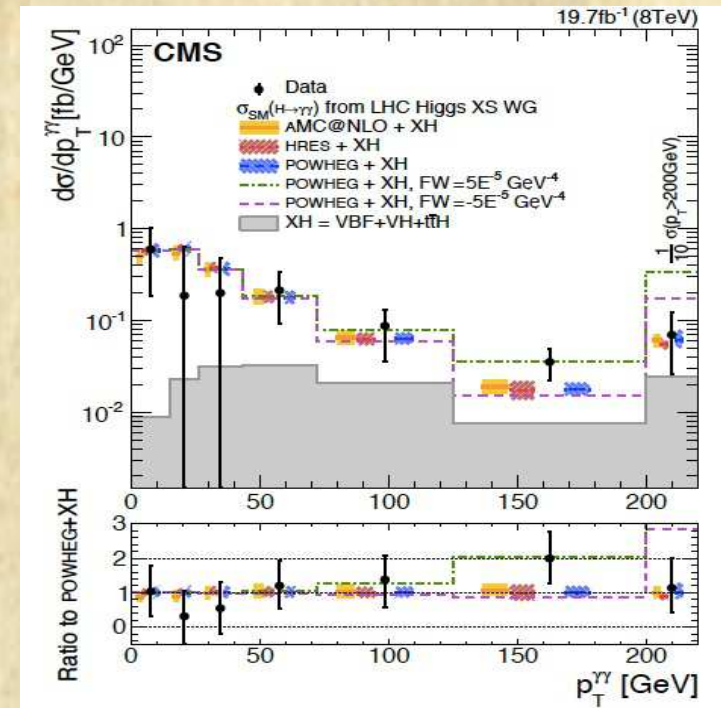 19.7fb⁻¹ (8TeV)
CMS
Data
σSM(H→γγ) from LHC Higgs XS WG
AMC@NLO + XH
HRES + XH
POWHEG + XH
POWHEG + XH, FW=5E⁻⁵ GeV⁻⁴
POWHEG + XH, FW=-5E⁻⁵ GeV⁻⁴
XH = VBF+VH+tt̄H
dσ/dpTγγ[fb/GeV]
10²
10
1
10⁻¹
10⁻²
1/10 σ(pT>200GeV)
0 50 100 150 200
Ratio to POWHEG+XH
3
2
1
0
0 50 100 150 200
pTγγ [GeV]